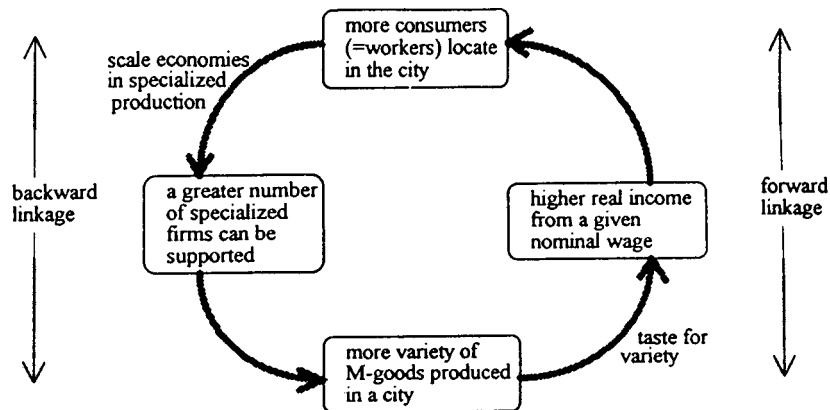 more consumers
(=workers) locate
in the city
scale economies
in specialized
production
backward
linkage
a greater number
of specialized
firms can be
supported
higher real income
from a given
nominal wage
forward
linkage
taste for
variety
more variety of
M-goods produced
in a city